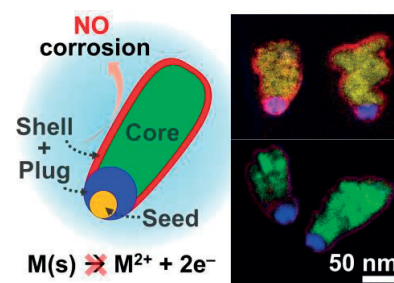 NO
corrosion
Shell
+
Plug
Core
Seed
M(s) → M²⁺ + 2e⁻
50 nm